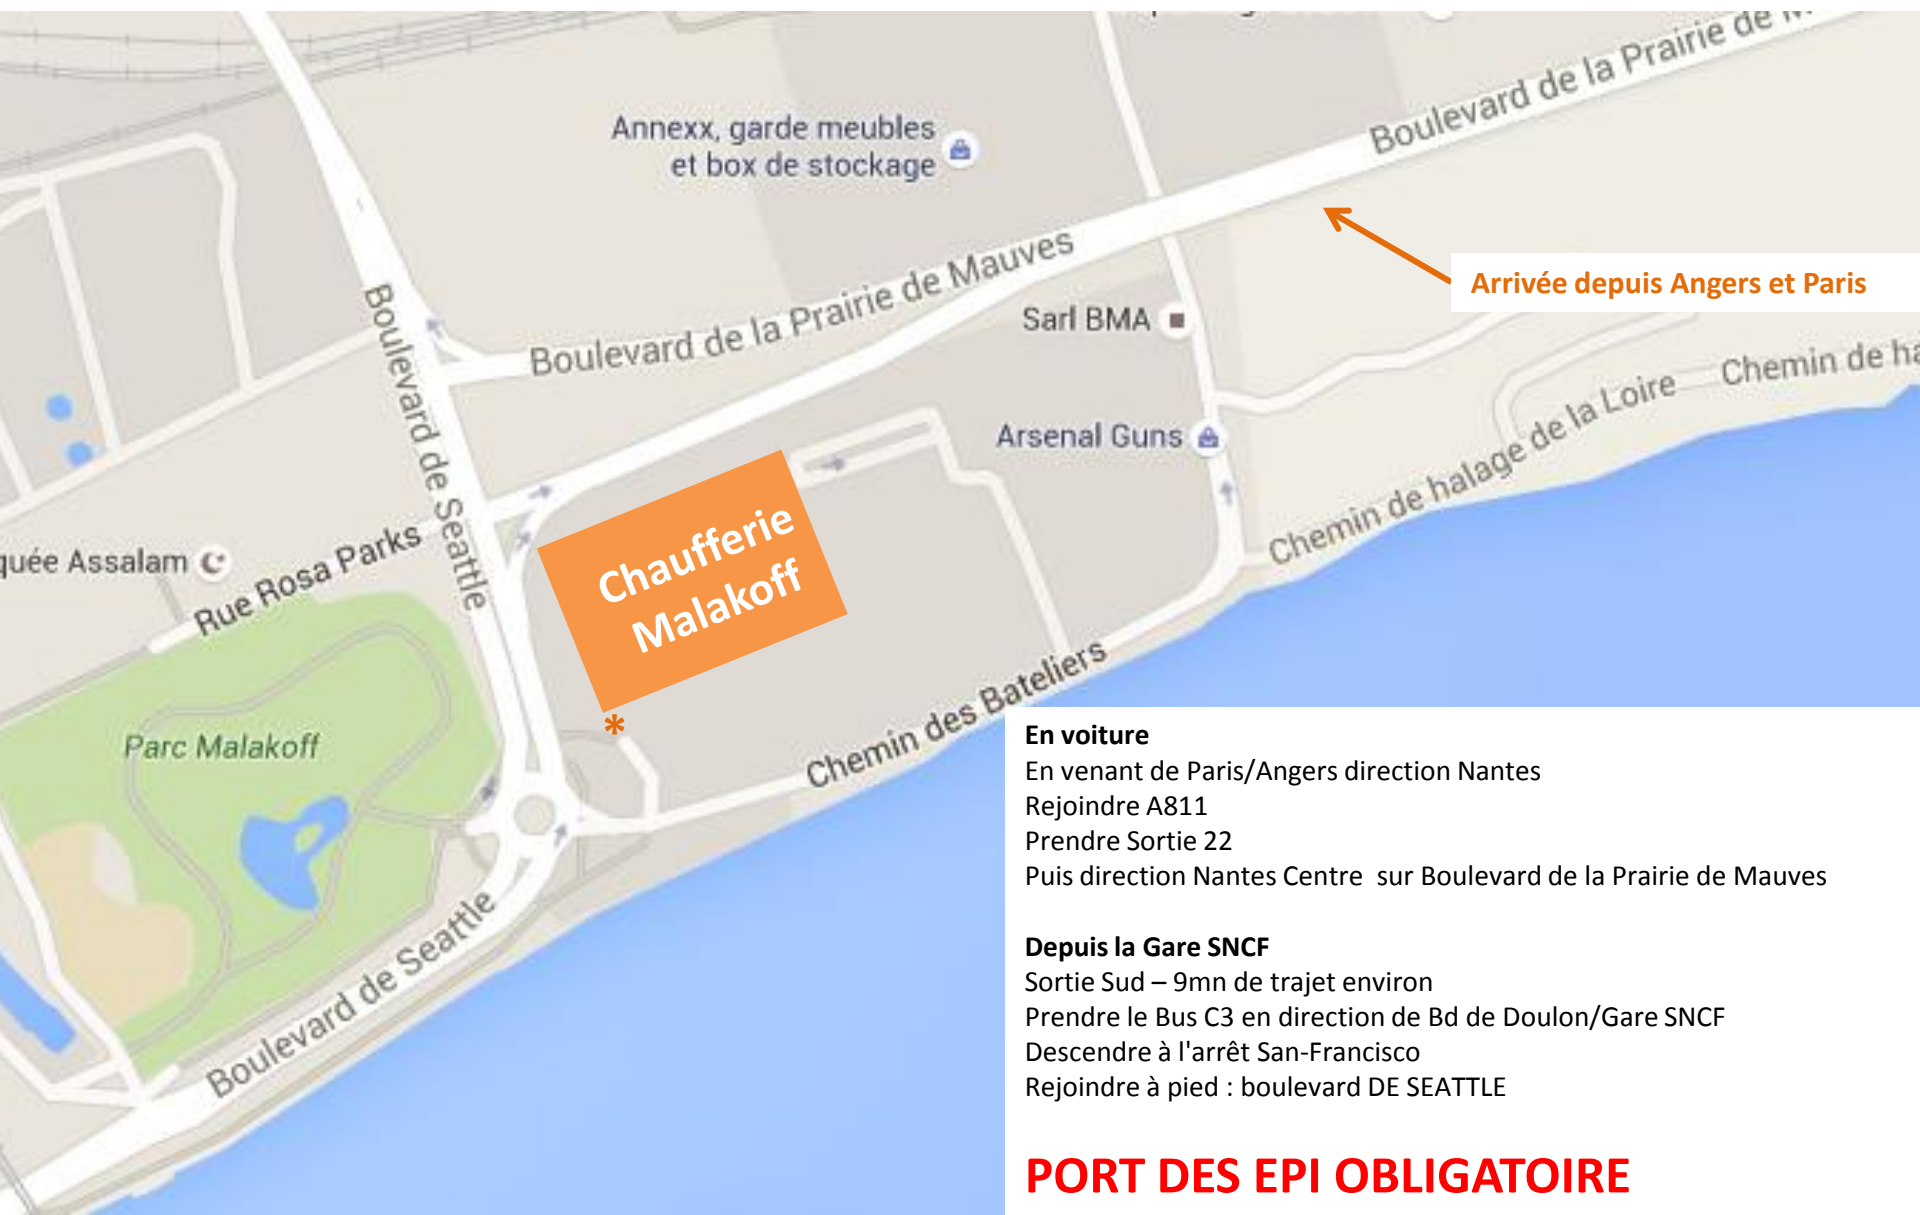 Boulevard de la Prairie de
Annexx, garde meubles
et box de stockage
Boulevard de la Prairie de Mauves
Arrivée depuis Angers et Paris
Boulevard de Seattle
Sarl BMA
Chemin de
Chemin de halage de la Loire
Arsenal Guns
Chaufferie
Malakoff
Assalam
Rue Rosa Parks
Parc Malakoff
Chemin des Bateliers
Boulevard de Seattle
*
En voiture
En venant de Paris/Angers direction Nantes
Rejoindre A811
Prendre Sortie 22
Puis direction Nantes Centre sur Boulevard de la Prairie de Mauves
Depuis la Gare SNCF
Sortie Sud – 9mn de trajet environ
Prendre le Bus C3 en direction de Bd de Doulon/Gare SNCF
Descendre à l'arrêt San-Francisco
Rejoindre à pied : boulevard DE SEATTLE
PORT DES EPI OBLIGATOIRE